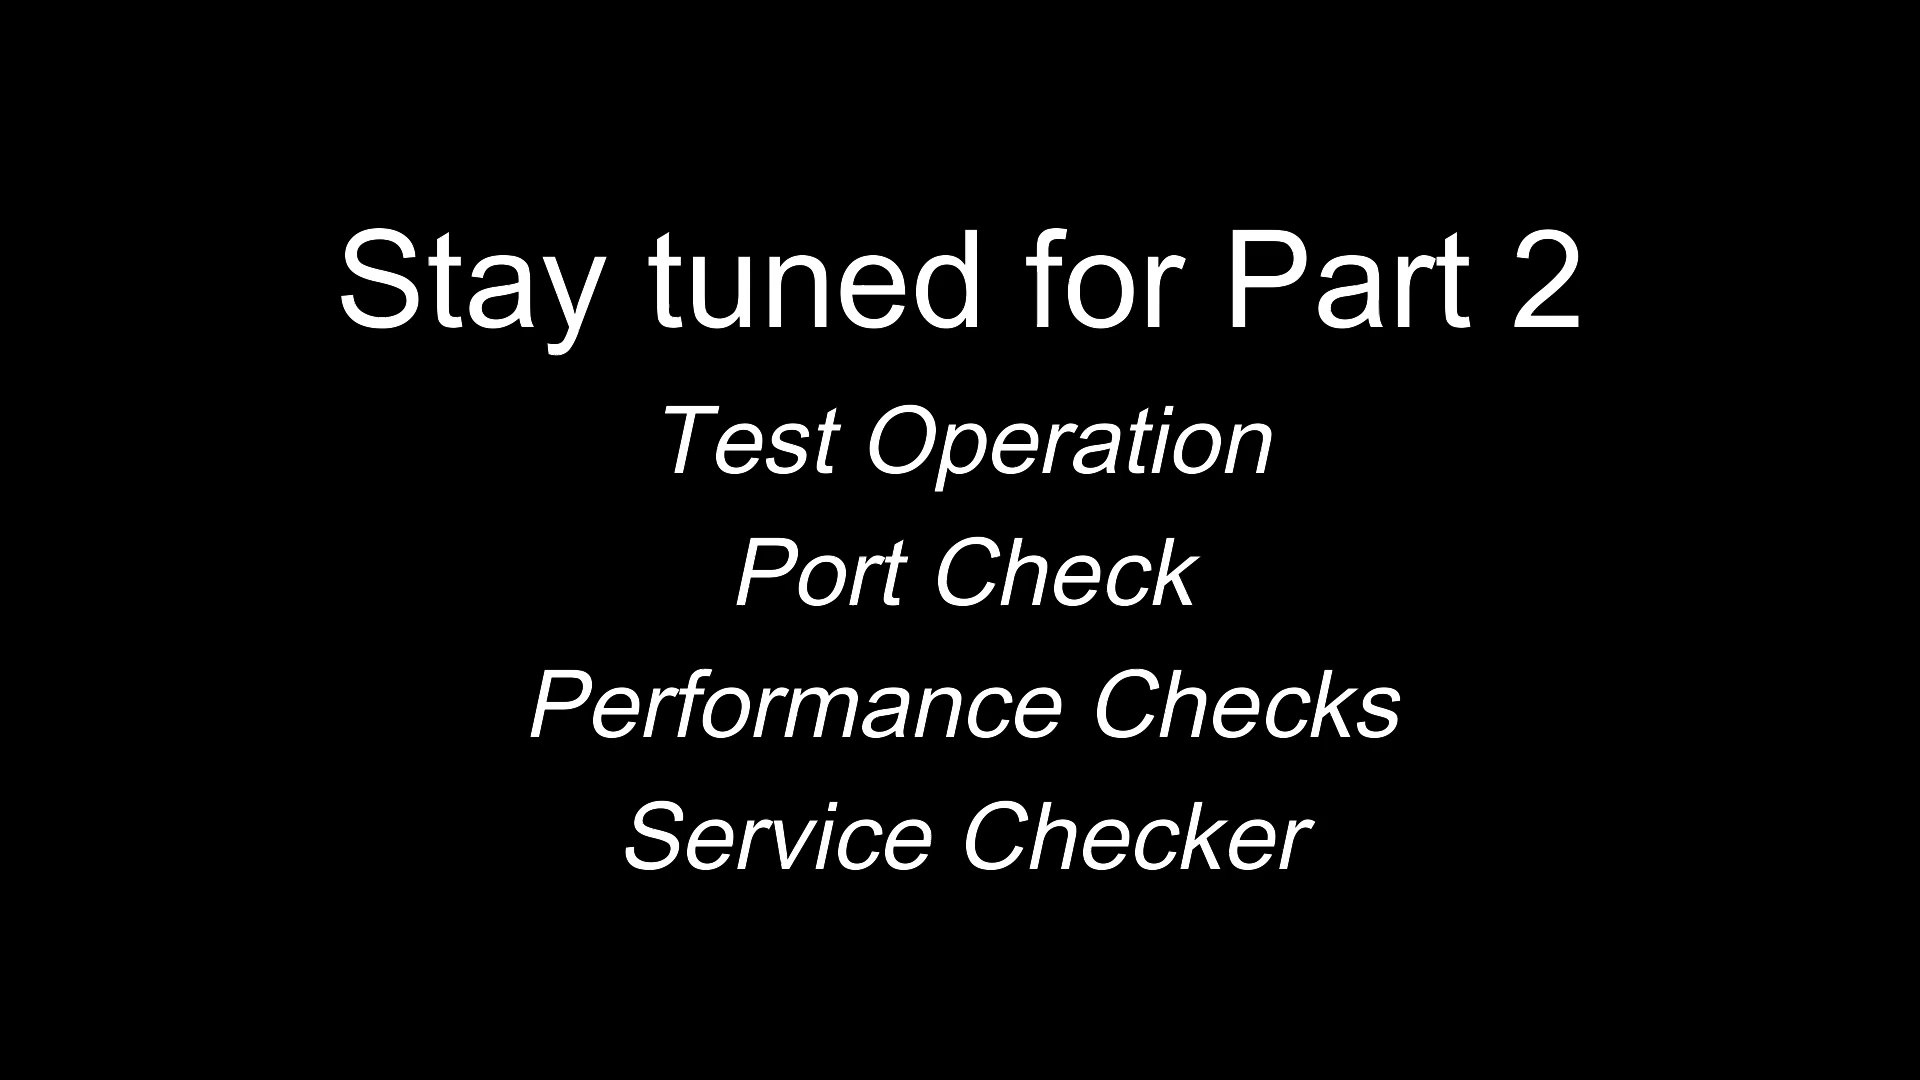 Stay tuned for Part 2
Test Operation
Port Check
Performance Checks
Service Checker